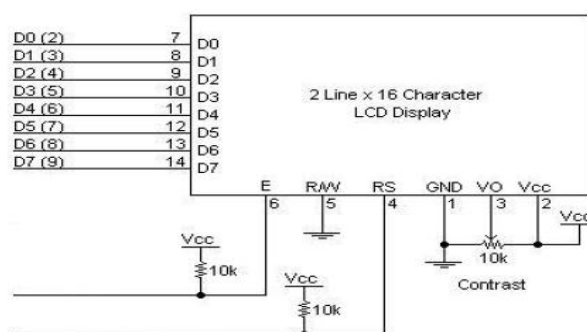 D0 (2) 7 D0
D1 (3) 8 D1
D2 (4) 9 D2
D3 (5) 10 D3
D4 (6) 11 D4
D5 (7) 12 D5
D6 (8) 13 D6
D7 (9) 14 D7
2 Line x 16 Character
LCD Display
E R/W RS GND VO Vcc
6 5 4 1 3 2
Vcc
Vcc
10k
10k
Contrast
Vcc
10k